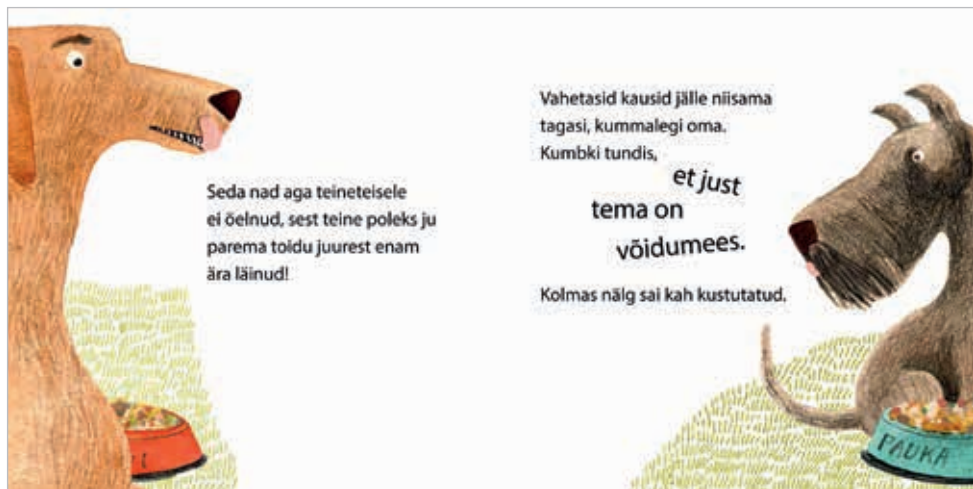 Seda nad aga teineteisele
ei öelnud, sest teine poleks ju
parema toidu juurest enam
ära läinud!
Vahetasid kausid jälle niisama
tagasi, kummalegi oma.
Kumbki tundis,
et just
tema on
võidumees.
Kolmas nälg sai kah kustutatud.
PAUKA